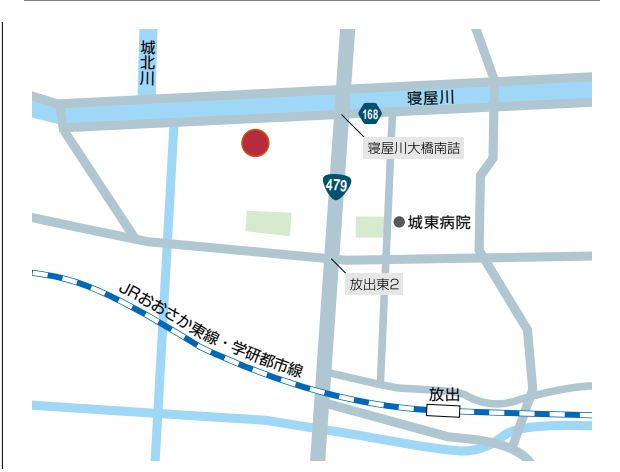 城北川
寝屋川
168
寝屋川大橋南詰
479
城東病院
放出東2
JRおおさか東線・学研都市線
放出